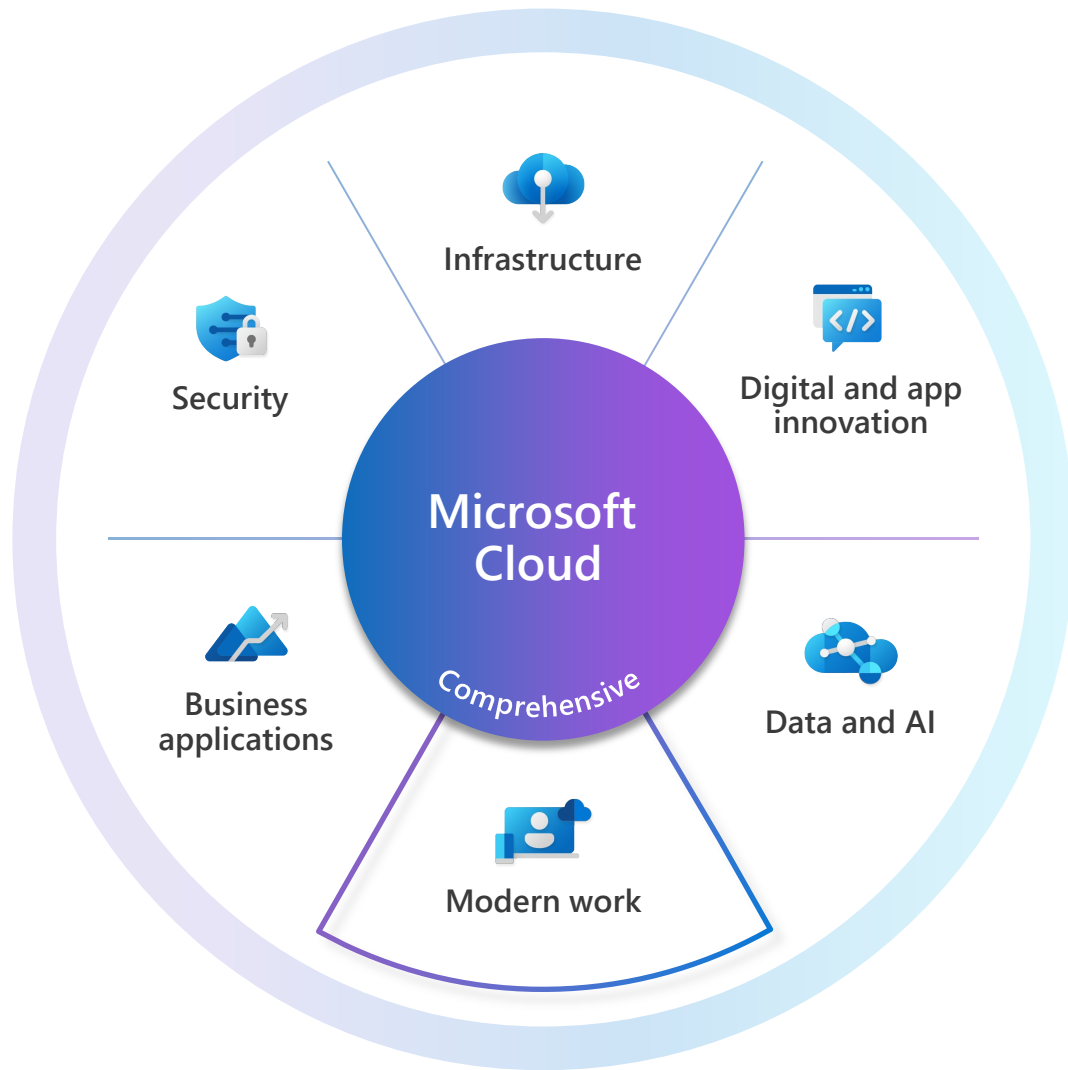 Infrastructure
Security
Digital and app
innovation
Microsoft
Cloud
Comprehensive
Business
applications
Data and AI
Modern work